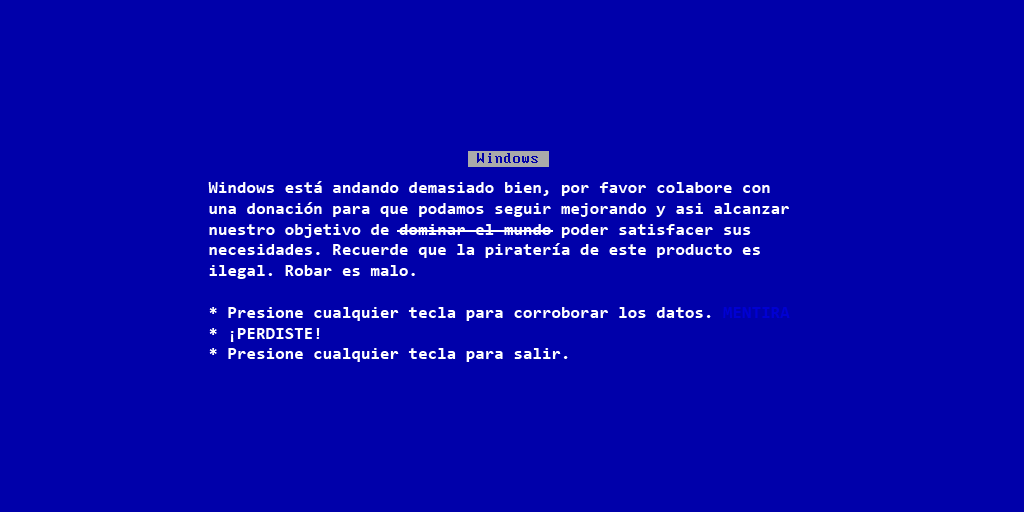 Windows
Windows está andando demasiado bien, por favor colabore con
una donación para que podamos seguir mejorando y asi alcanzar
nuestro objetivo de dominar el mundo poder satisfacer sus
necesidades. Recuerde que la piratería de este producto es
ilegal. Robar es malo.
* Presione cualquier tecla para corroborar los datos. MENTIRA
* ¡PERDISTE!
* Presione cualquier tecla para salir.